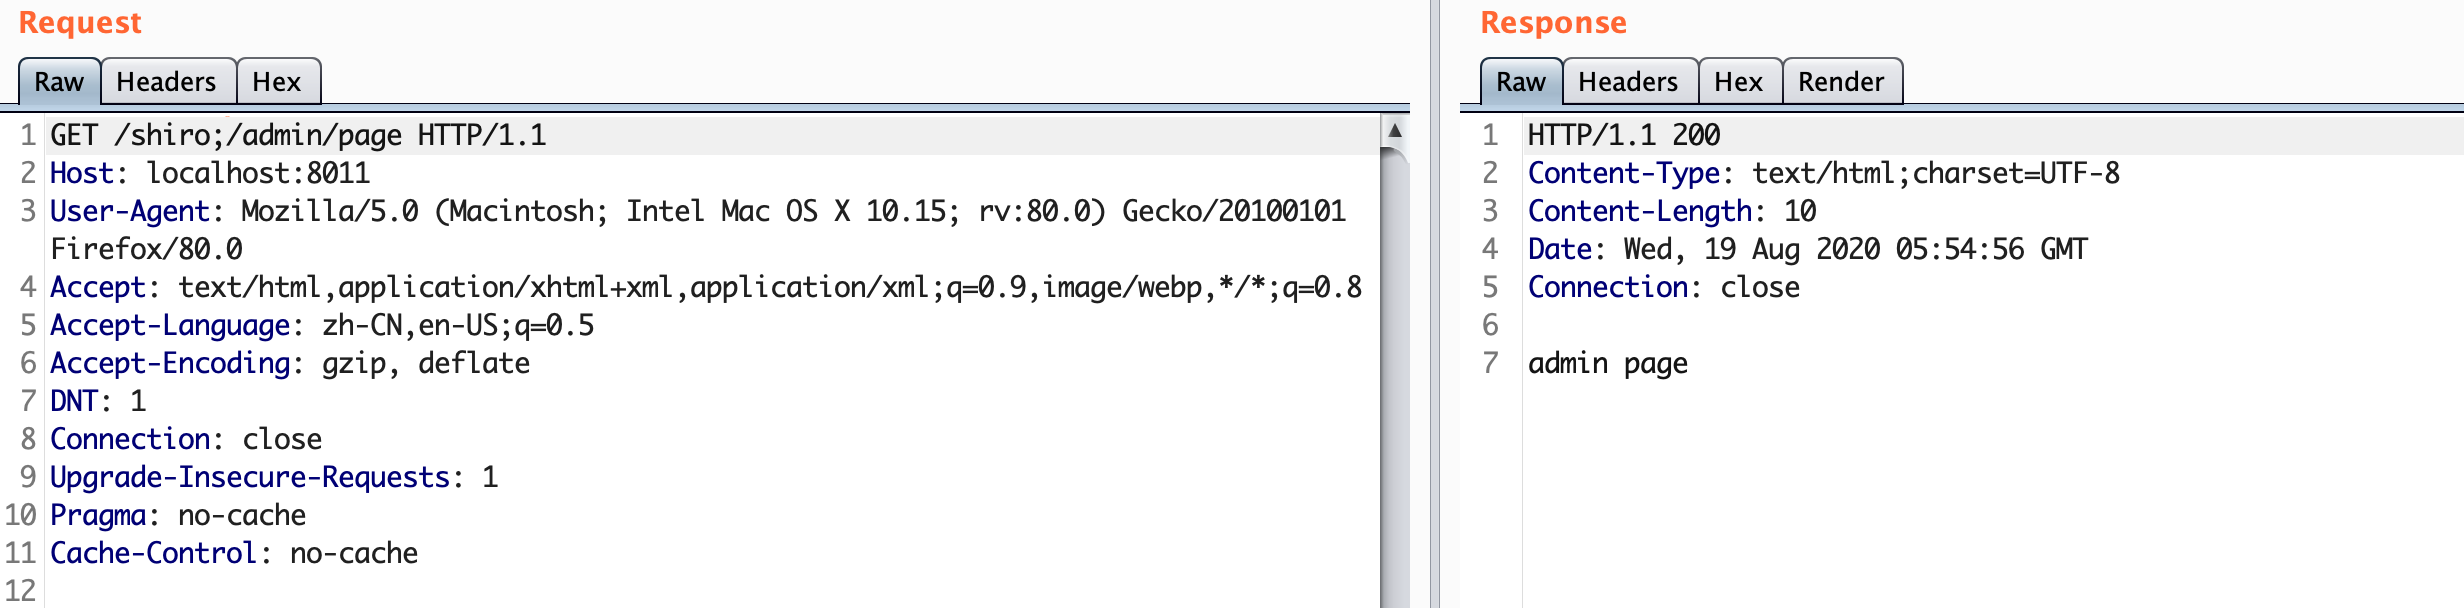 Request
Raw Headers Hex
1 GET /shiro;/admin/page HTTP/1.1
2 Host: localhost:8011
3 User-Agent: Mozilla/5.0 (Macintosh; Intel Mac OS X 10.15; rv:80.0) Gecko/20100101
Firefox/80.0
4 Accept: text/html,application/xhtml+xml,application/xml;q=0.9,image/webp,*/*;q=0.8
5 Accept-Language: zh-CN,en-US;q=0.5
6 Accept-Encoding: gzip, deflate
7 DNT: 1
8 Connection: close
9 Upgrade-Insecure-Requests: 1
10 Pragma: no-cache
11 Cache-Control: no-cache
12
Response
Raw Headers Hex Render
1 HTTP/1.1 200
2 Content-Type: text/html;charset=UTF-8
3 Content-Length: 10
4 Date: Wed, 19 Aug 2020 05:54:56 GMT
5 Connection: close
6
7 admin page